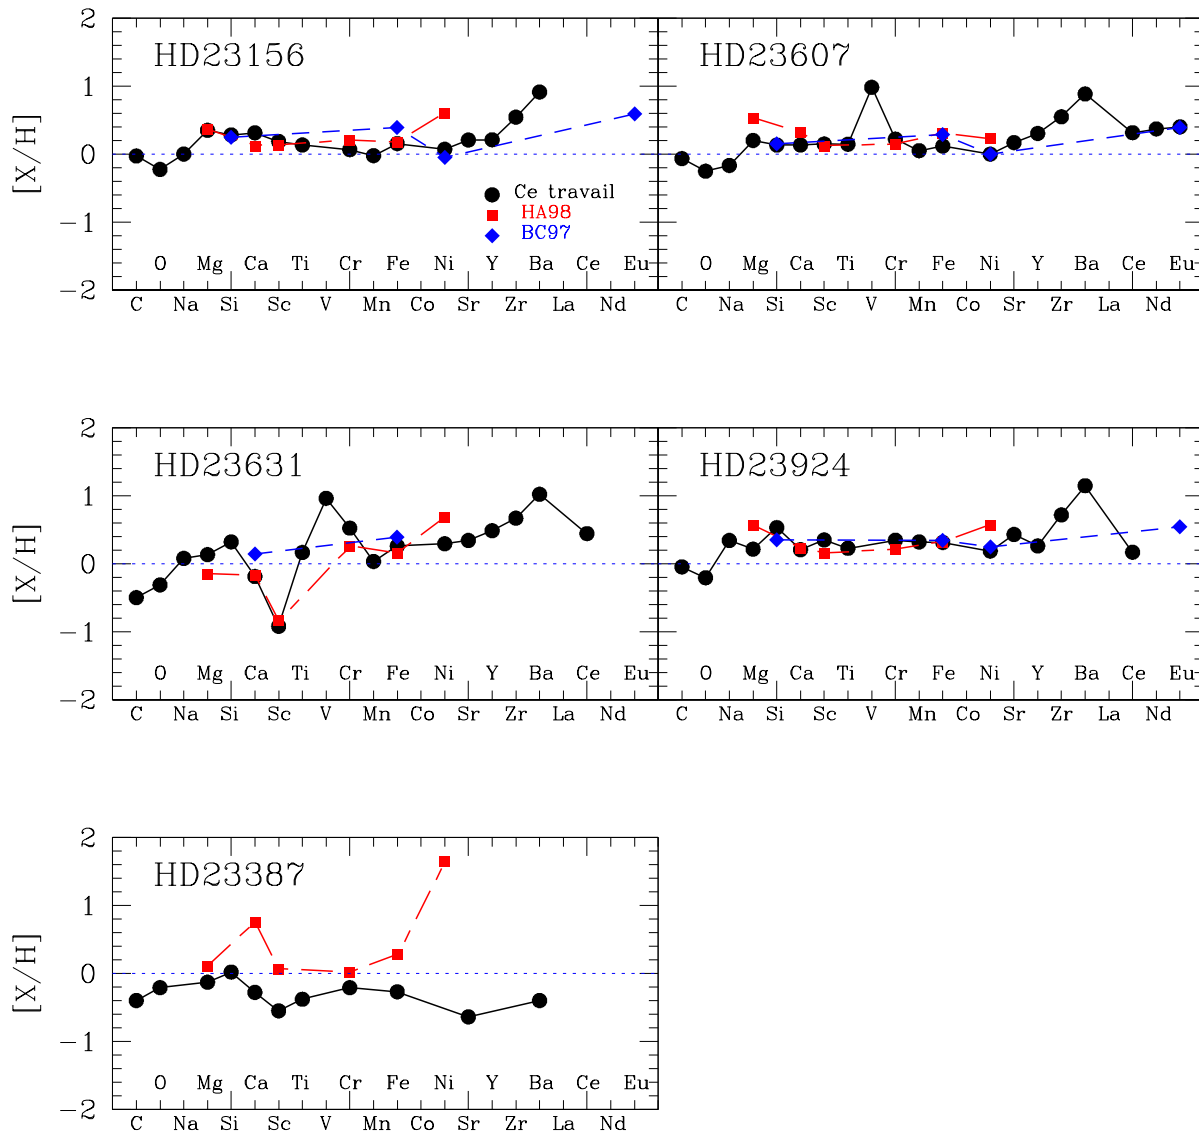 HD23156
HD23607
[X/H]
2
1
0
−1
−2
Ce travail
HA98
BC97
O Mg Ca Ti Cr Fe Ni Y Ba Ce Eu
C Na Si Sc V Mn Co Sr Zr La Nd
O Mg Ca Ti Cr Fe Ni Y Ba Ce Eu
C Na Si Sc V Mn Co Sr Zr La Nd
HD23631
HD23924
[X/H]
2
1
0
−1
−2
O Mg Ca Ti Cr Fe Ni Y Ba Ce Eu
C Na Si Sc V Mn Co Sr Zr La Nd
O Mg Ca Ti Cr Fe Ni Y Ba Ce Eu
C Na Si Sc V Mn Co Sr Zr La Nd
HD23387
[X/H]
2
1
0
−1
−2
O Mg Ca Ti Cr Fe Ni Y Ba Ce Eu
C Na Si Sc V Mn Co Sr Zr La Nd